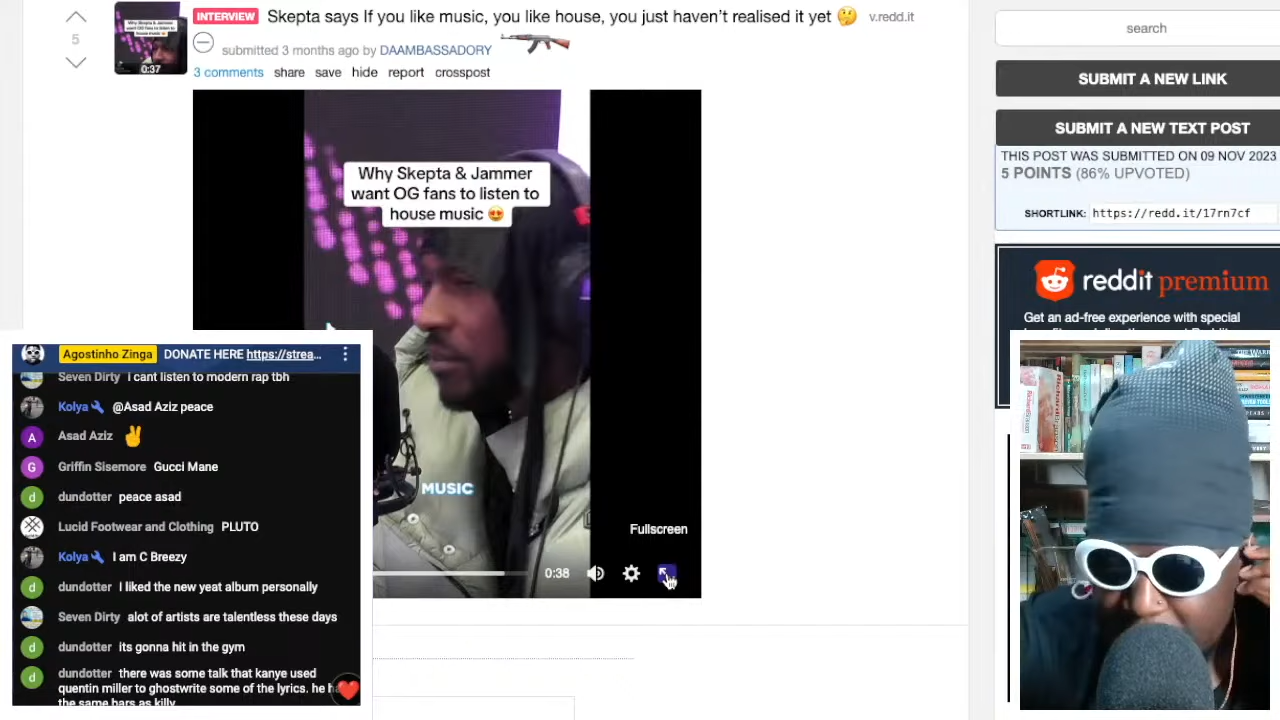 5
INTERVIEW Skepta says If you like music, you like house, you just haven't realised it yet 🤔 v.redd.it
submitted 3 months ago by DAAMBASSADORY
3 comments share save hide report crosspost
0:37
Why Skepta & Jammer
want OG fans to listen to
house music 😍
MUSIC
Fullscreen
0:38
search
SUBMIT A NEW LINK
SUBMIT A NEW TEXT POST
THIS POST WAS SUBMITTED ON 09 NOV 2023
5 POINTS (86% UPVOTED)
SHORTLINK: https://redd.it/17rn7cf
reddit premium
Get an ad-free experience with special
Agostinho Zinga DONATE HERE https://strea...
Seven Dirty i cant listen to modern rap tbh
Kolya @Asad Aziz peace
A Asad Aziz ✌️
G Griffin Sisemore Gucci Mane
d dundotter peace asad
Lucid Footwear and Clothing PLUTO
Kolya I am C Breezy
d dundotter I liked the new yeat album personally
Seven Dirty alot of artists are talentless these days
d dundotter its gonna hit in the gym
d dundotter there was some talk that kanye used
quentin miller to ghostwrite some of the lyrics. he
the same bars as killy